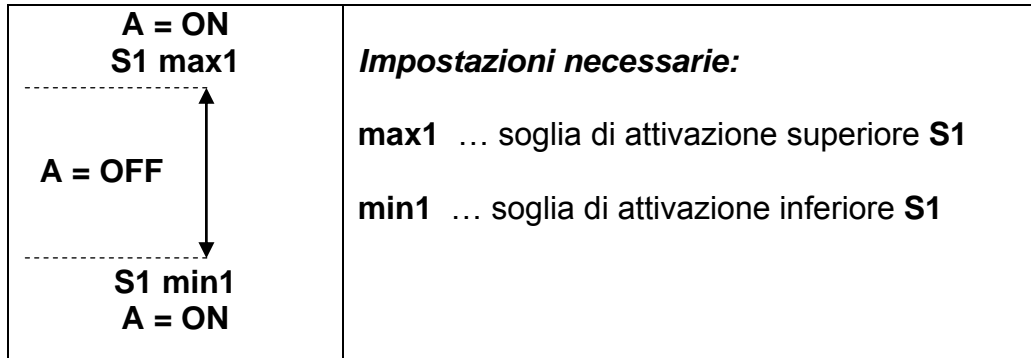 A = ON
S1 max1
A = OFF
S1 min1
A = ON
Impostazioni necessarie:
max1 … soglia di attivazione superiore S1
min1 … soglia di attivazione inferiore S1